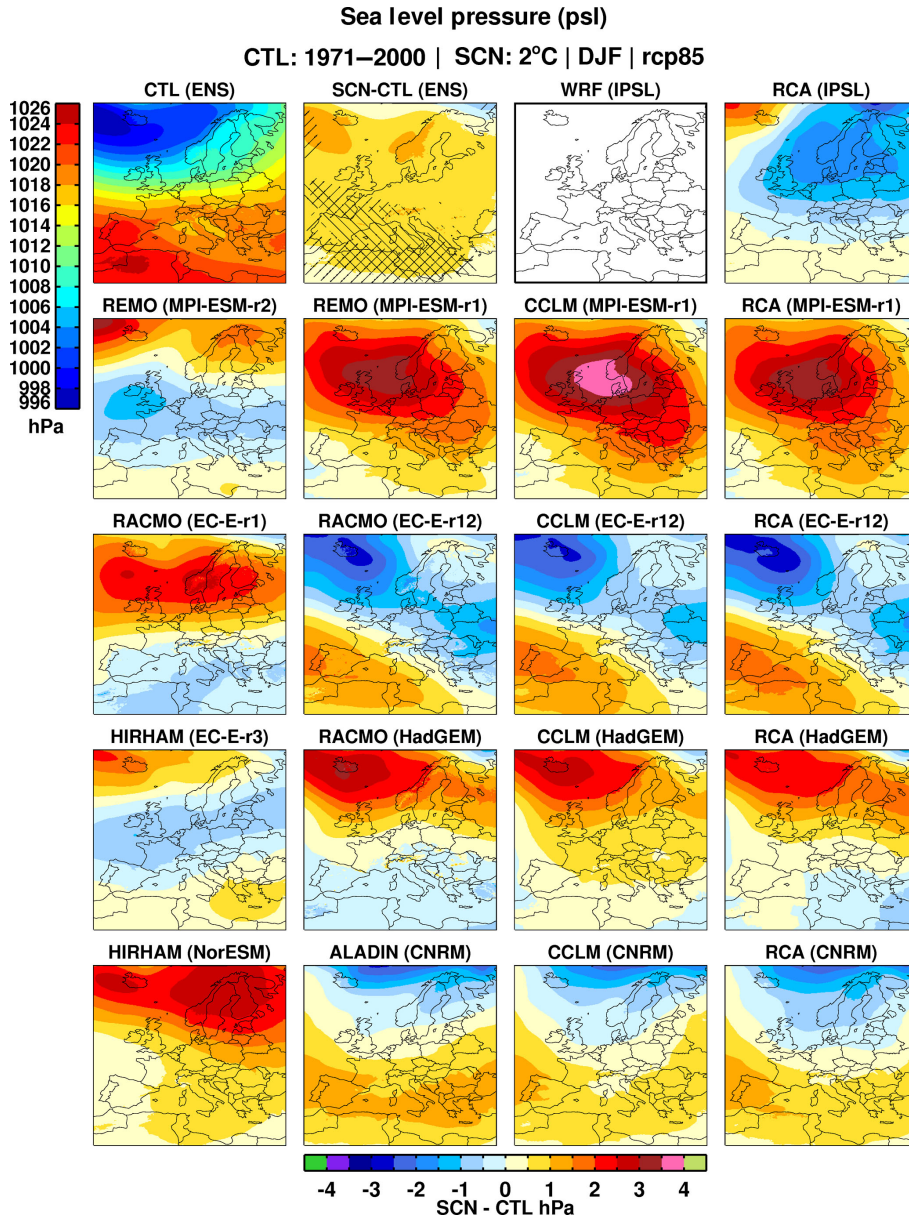 Sea level pressure (psl)
CTL: 1971–2000 | SCN: 2°C | DJF | rcp85
CTL (ENS) SCN-CTL (ENS) WRF (IPSL) RCA (IPSL)
1026
1024
1022
1020
1018
1016
1014
1012
1010
1008
1006
1004
1002
1000
998
996
hPa
REMO (MPI-ESM-r2) REMO (MPI-ESM-r1) CCLM (MPI-ESM-r1) RCA (MPI-ESM-r1)
RACMO (EC-E-r1) RACMO (EC-E-r12) CCLM (EC-E-r12) RCA (EC-E-r12)
HIRHAM (EC-E-r3) RACMO (HadGEM) CCLM (HadGEM) RCA (HadGEM)
HIRHAM (NorESM) ALADIN (CNRM) CCLM (CNRM) RCA (CNRM)
-4 -3 -2 -1 0 1 2 3 4
SCN - CTL hPa